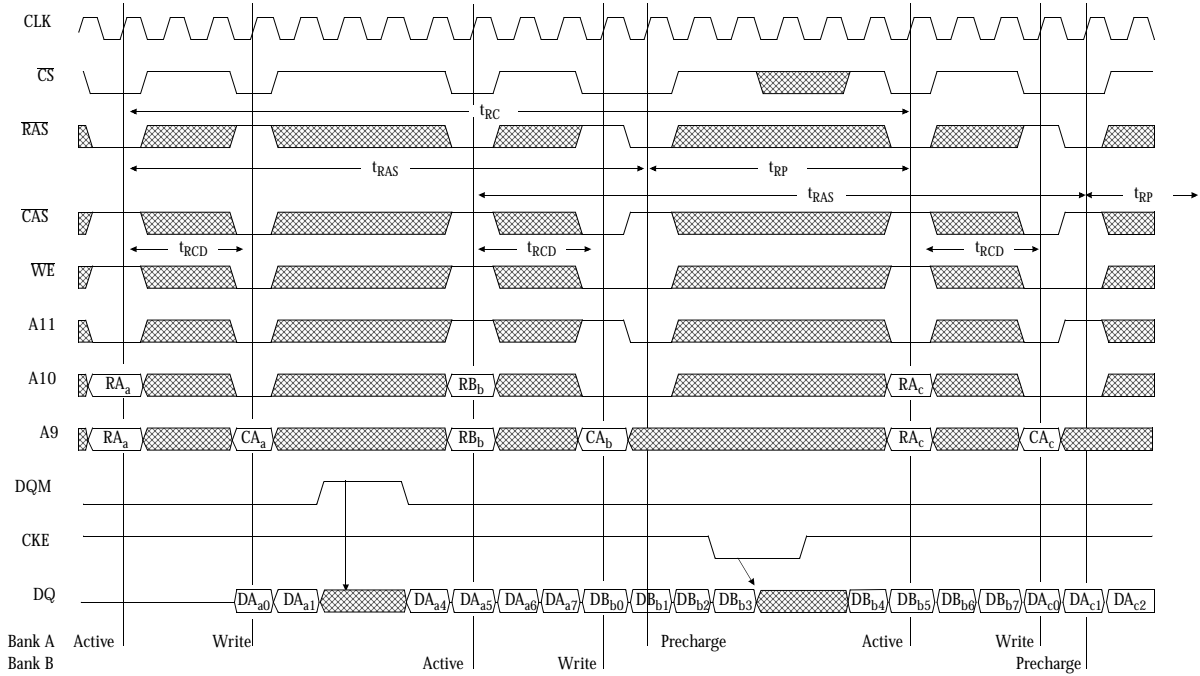 CLK
CS
tRC
RAS
tRAS tRP
tRAS tRP
CAS
tRCD tRCD tRCD
WE
A11
A10 RAa RBb RAc
A9 RAa CAa RBb CAb RAc CAc
DQM
CKE
DQ DAa0 DAa1 DAa4 DAa5 DAa6 DAa7 DBb0 DBb1 DBb2 DBb3 DBb4 DBb5 DBb6 DBb7 DAc0 DAc1 DAc2
Bank A Active Write Precharge Active Write
Bank B Active Write Precharge